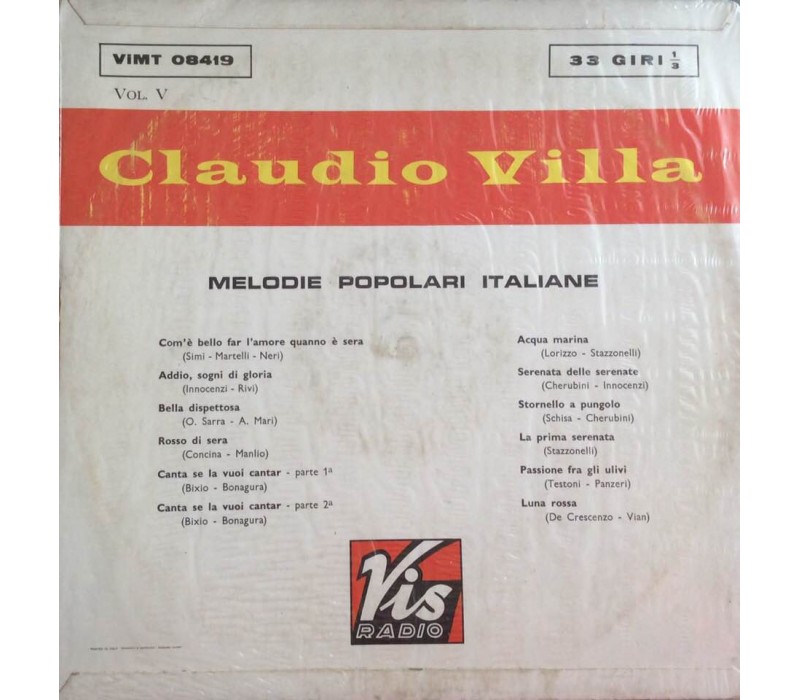 VIMT 08419
33 GIRI 1/3
VOL. V
Claudio Villa
MELODIE POPOLARI ITALIANE
Com'è bello far l'amore quanno è sera
(Simi - Martelli - Neri)
Addio, sogni di gloria
(Innocenzi - Rivi)
Bella dispettosa
(O. Sarra - A. Mari)
Rosso di sera
(Concina - Manlio)
Canta se la vuoi cantar - parte 1ª
(Bixio - Bonagura)
Canta se la vuoi cantar - parte 2ª
(Bixio - Bonagura)
Acqua marina
(Lorizzo - Stazzonelli)
Serenata delle serenate
(Cherubini - Innocenzi)
Stornello a pungolo
(Schisa - Cherubini)
La prima serenata
(Stazzonelli)
Passione fra gli ulivi
(Testoni - Panzeri)
Luna rossa
(De Crescenzo - Vian)
Vis
RADIO